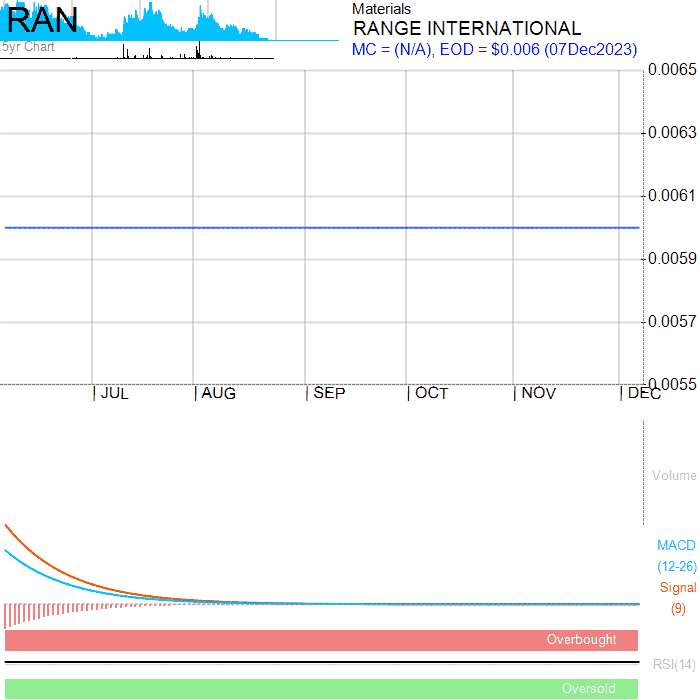 RAN
5yr Chart
Materials
RANGE INTERNATIONAL
MC = (N/A), EOD = $0.006 (07Dec2023)
0.0065
0.0063
0.0061
0.0059
0.0057
0.0055
JUL AUG SEP OCT NOV DEC
Volume
MACD
(12-26)
Signal
(9)
Overbought
RSI(14)
Oversold